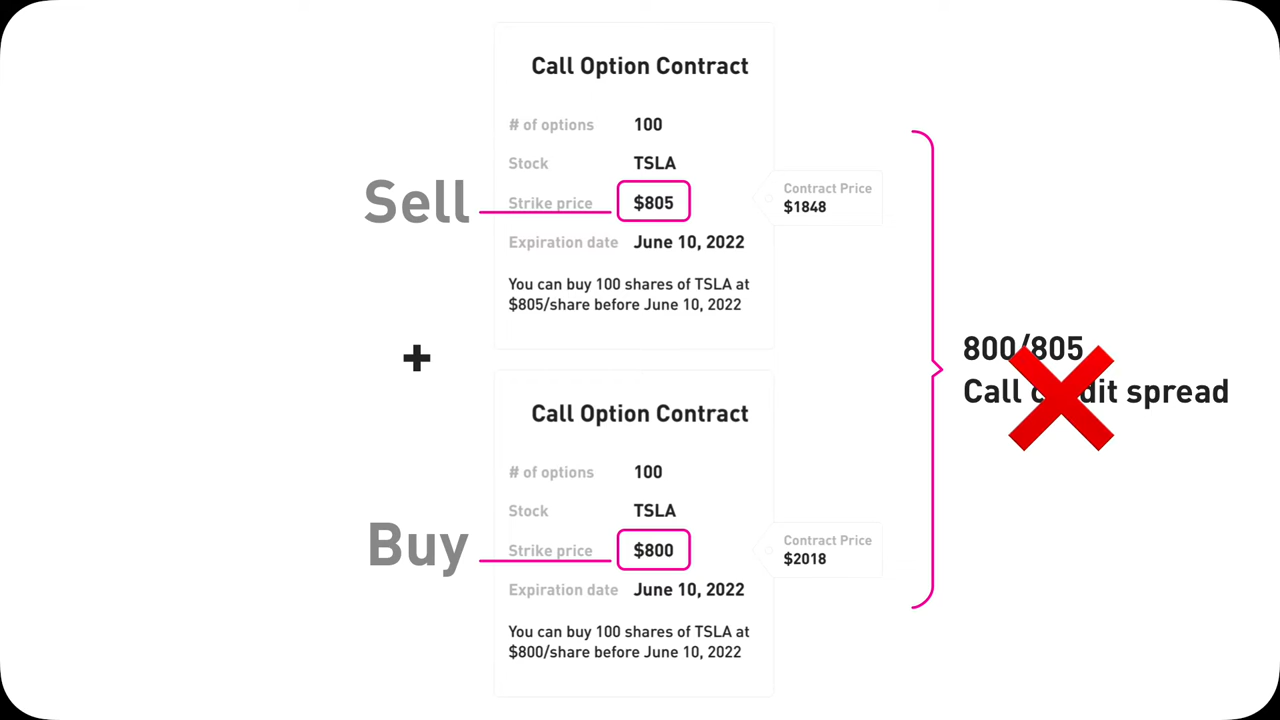 Call Option Contract
# of options 100
Stock TSLA
Sell
Strike price $805
Contract Price
$1848
Expiration date June 10, 2022
You can buy 100 shares of TSLA at
$805/share before June 10, 2022
+
800/805
Call credit spread
Call Option Contract
# of options 100
Stock TSLA
Buy
Strike price $800
Contract Price
$2018
Expiration date June 10, 2022
You can buy 100 shares of TSLA at
$800/share before June 10, 2022